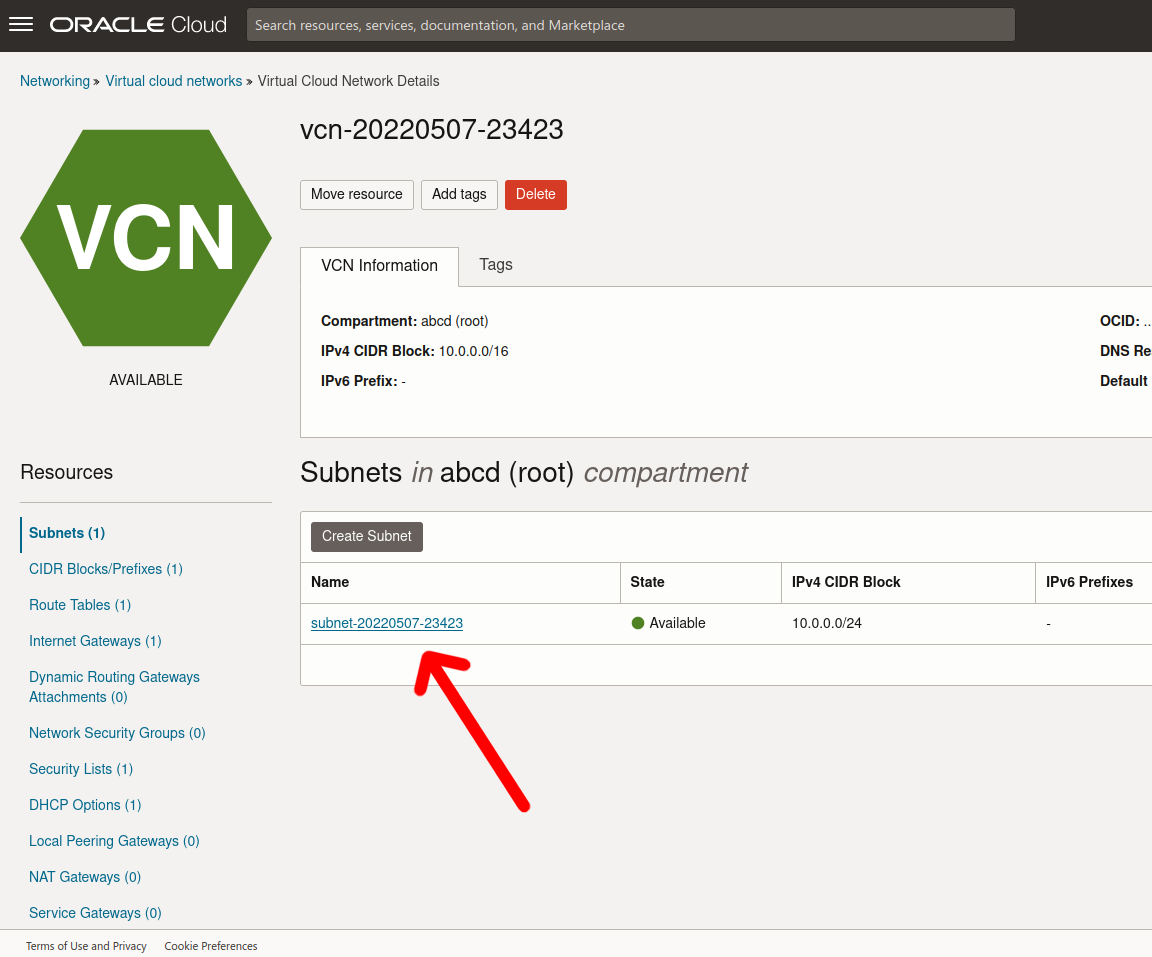 ORACLE Cloud
Search resources, services, documentation, and Marketplace
Networking » Virtual cloud networks » Virtual Cloud Network Details
VCN
AVAILABLE
vcn-20220507-23423
Move resource
Add tags
Delete
VCN Information
Tags
Compartment: abcd (root)
OCID: ..
IPv4 CIDR Block: 10.0.0.0/16
DNS Re
IPv6 Prefix: -
Default
Resources
Subnets (1)
CIDR Blocks/Prefixes (1)
Route Tables (1)
Internet Gateways (1)
Dynamic Routing Gateways
Attachments (0)
Network Security Groups (0)
Security Lists (1)
DHCP Options (1)
Local Peering Gateways (0)
NAT Gateways (0)
Service Gateways (0)
Subnets in abcd (root) compartment
Create Subnet
Name State IPv4 CIDR Block IPv6 Prefixes
subnet-20220507-23423 Available 10.0.0.0/24 -
Terms of Use and Privacy Cookie Preferences